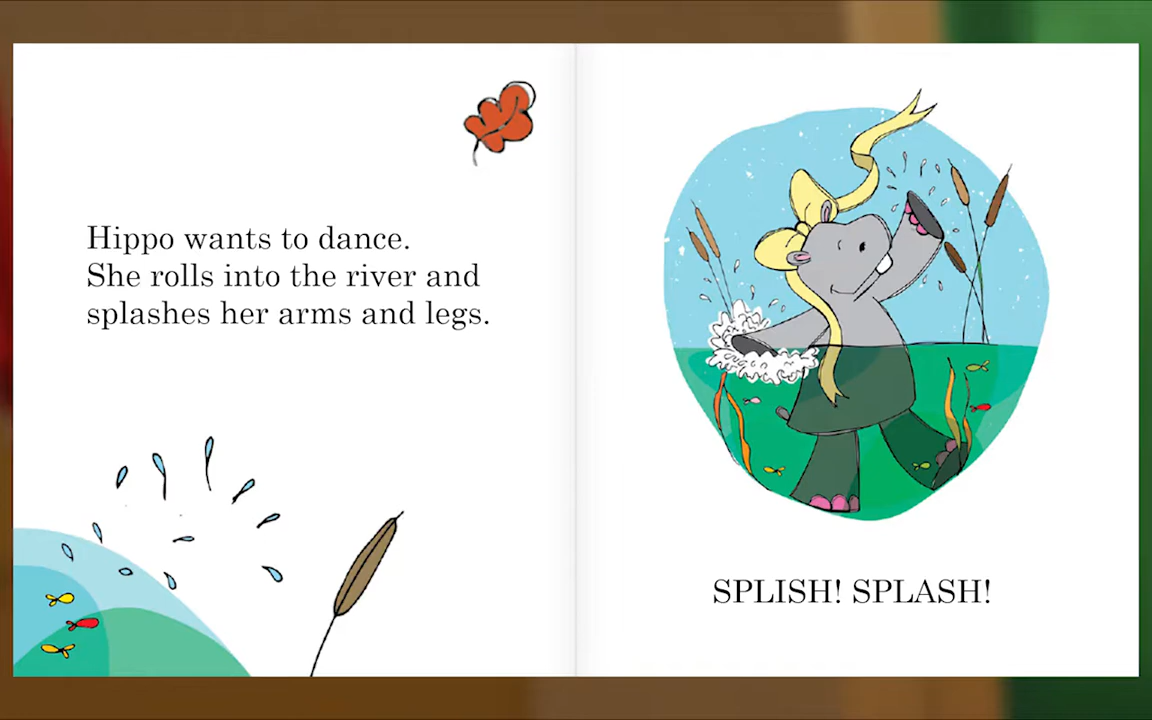 Hippo wants to dance.
She rolls into the river and
splashes her arms and legs.
SPLISH! SPLASH!